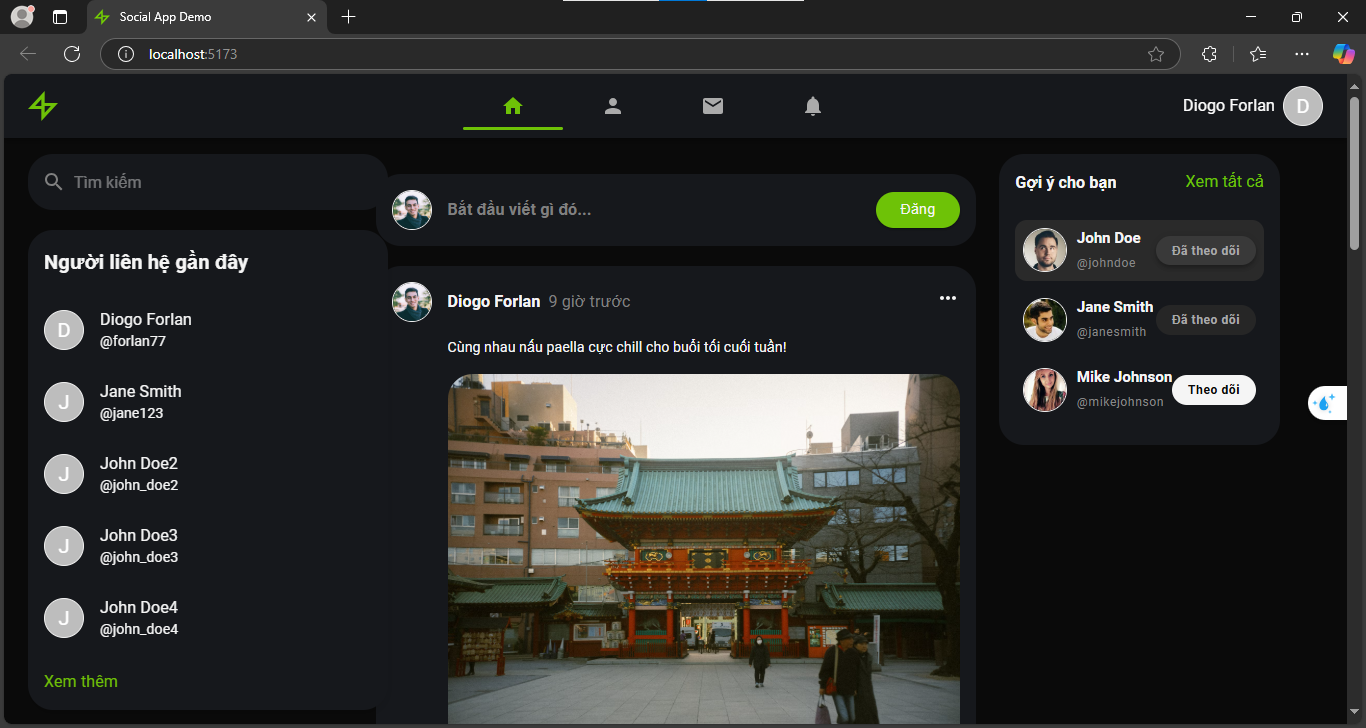 Social App Demo
localhost:5173
Diogo Forlan
D
Tìm kiếm
Người liên hệ gần đây
D
Diogo Forlan
@forlan77
J
Jane Smith
@jane123
J
John Doe2
@john_doe2
J
John Doe3
@john_doe3
J
John Doe4
@john_doe4
Xem thêm
Bắt đầu viết gì đó...
Đăng
Diogo Forlan 9 giờ trước
Cùng nhau nấu paella cực chill cho buổi tối cuối tuần!
Gợi ý cho bạn
Xem tất cả
John Doe
@johndoe
Đã theo dõi
Jane Smith
@janesmith
Đã theo dõi
Mike Johnson
@mikejohnson
Theo dõi